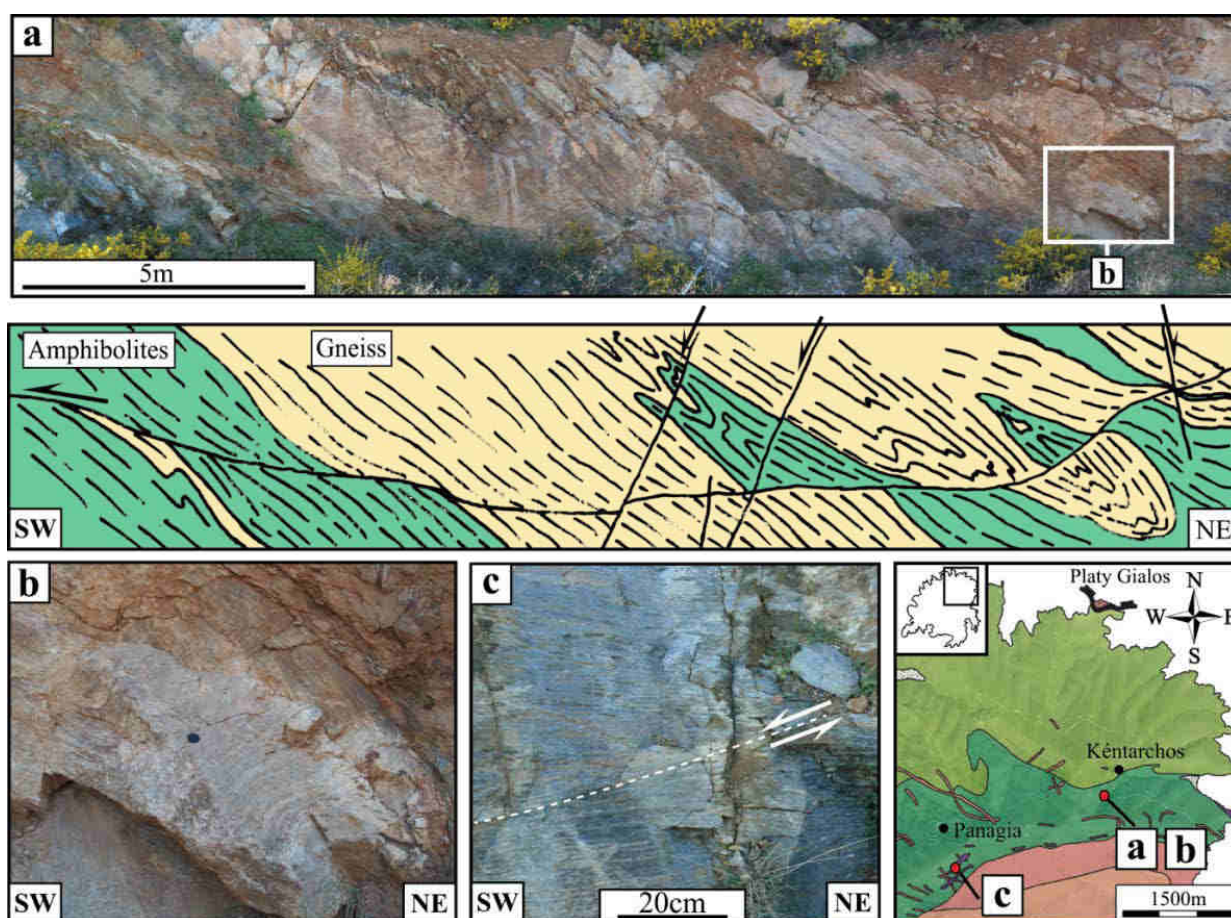 a
5m
b
Amphibolites
Gneiss
SW
NE
b
SW
NE
c
SW
20cm
NE
Platy Gialos
N
W
E
S
Kéntarchos
Panagia
a
b
c
1500m